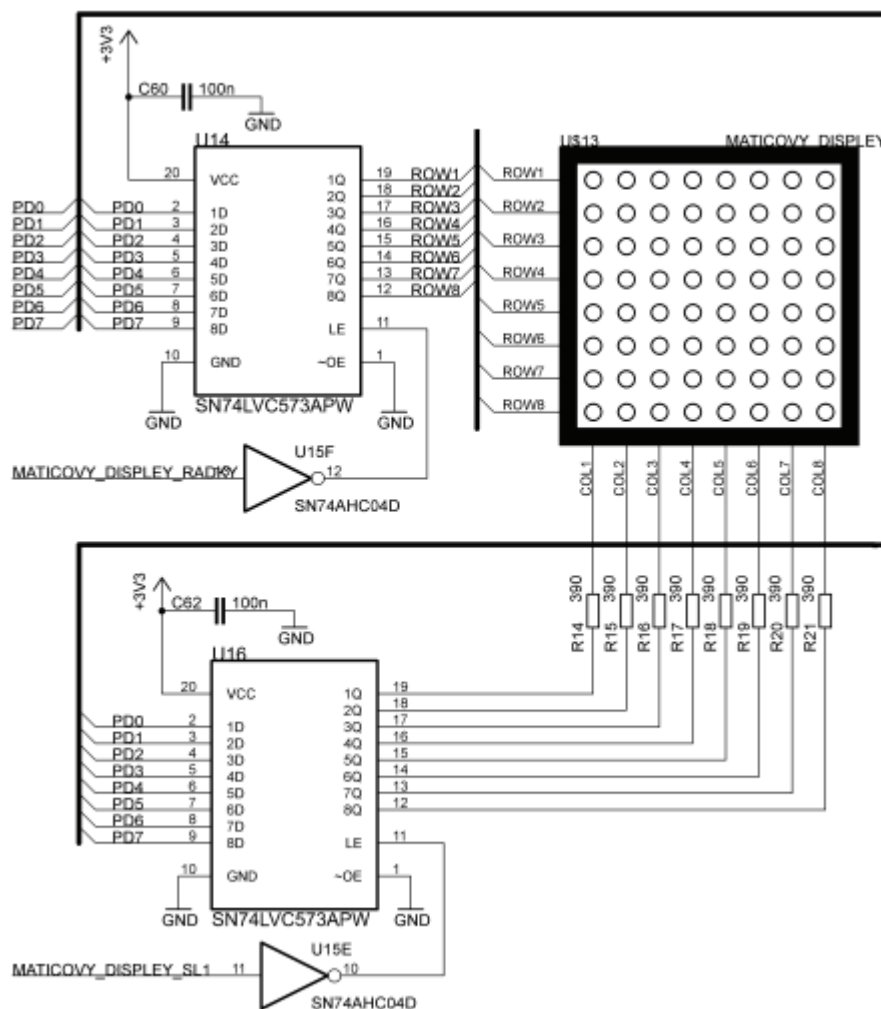 +3V3
C60 100n
GND
U14
20 VCC
1Q 19 ROW1
2Q 18 ROW2
PD0 PD0 2 1D 3Q 17 ROW3
PD1 PD1 3 2D 4Q 16 ROW4
PD2 PD2 4 3D 5Q 15 ROW5
PD3 PD3 5 4D 6Q 14 ROW6
PD4 PD4 6 5D 7Q 13 ROW7
PD5 PD5 7 6D 8Q 12 ROW8
PD6 PD6 8 7D
PD7 PD7 9 8D LE 11
10 GND ~OE 1
GND GND
SN74LVC573APW
U$13 MATICOVY_DISPLEY
ROW1
ROW2
ROW3
ROW4
ROW5
ROW6
ROW7
ROW8
COL1 COL2 COL3 COL4 COL5 COL6 COL7 COL8
U15F
MATICOVY_DISPLEY_RADKY 12
SN74AHC04D
390 390 390 390 390 390 390 390
R14 R15 R16 R17 R18 R19 R20 R21
+3V3
C62 100n
GND
U16
20 VCC 1Q 19
2Q 18
PD0 2 1D 3Q 17
PD1 3 2D 4Q 16
PD2 4 3D 5Q 15
PD3 5 4D 6Q 14
PD4 6 5D 7Q 13
PD5 7 6D 8Q 12
PD6 8 7D
PD7 9 8D LE 11
10 GND ~OE 1
GND GND
SN74LVC573APW
U15E
MATICOVY_DISPLEY_SL1 11 10
SN74AHC04D